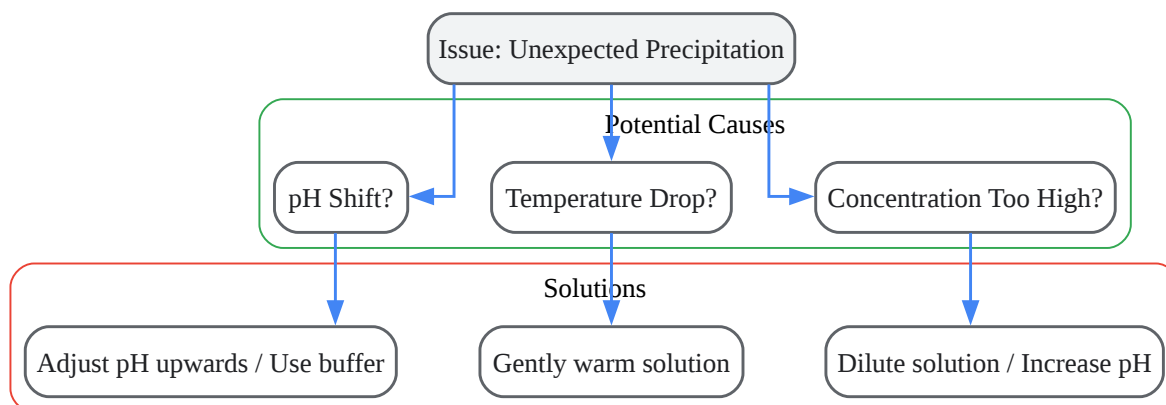 Issue: Unexpected Precipitation
Potential Causes
pH Shift?
Temperature Drop?
Concentration Too High?
Solutions
Adjust pH upwards / Use buffer
Gently warm solution
Dilute solution / Increase pH